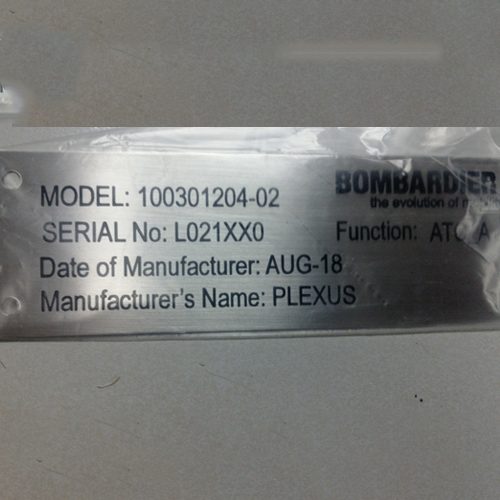 MODEL: 100301204-02
SERIAL No: L021XX0
Date of Manufacturer: AUG-18
Manufacturer's Name: PLEXUS
BOMBARDIER
the evolution of
Function: